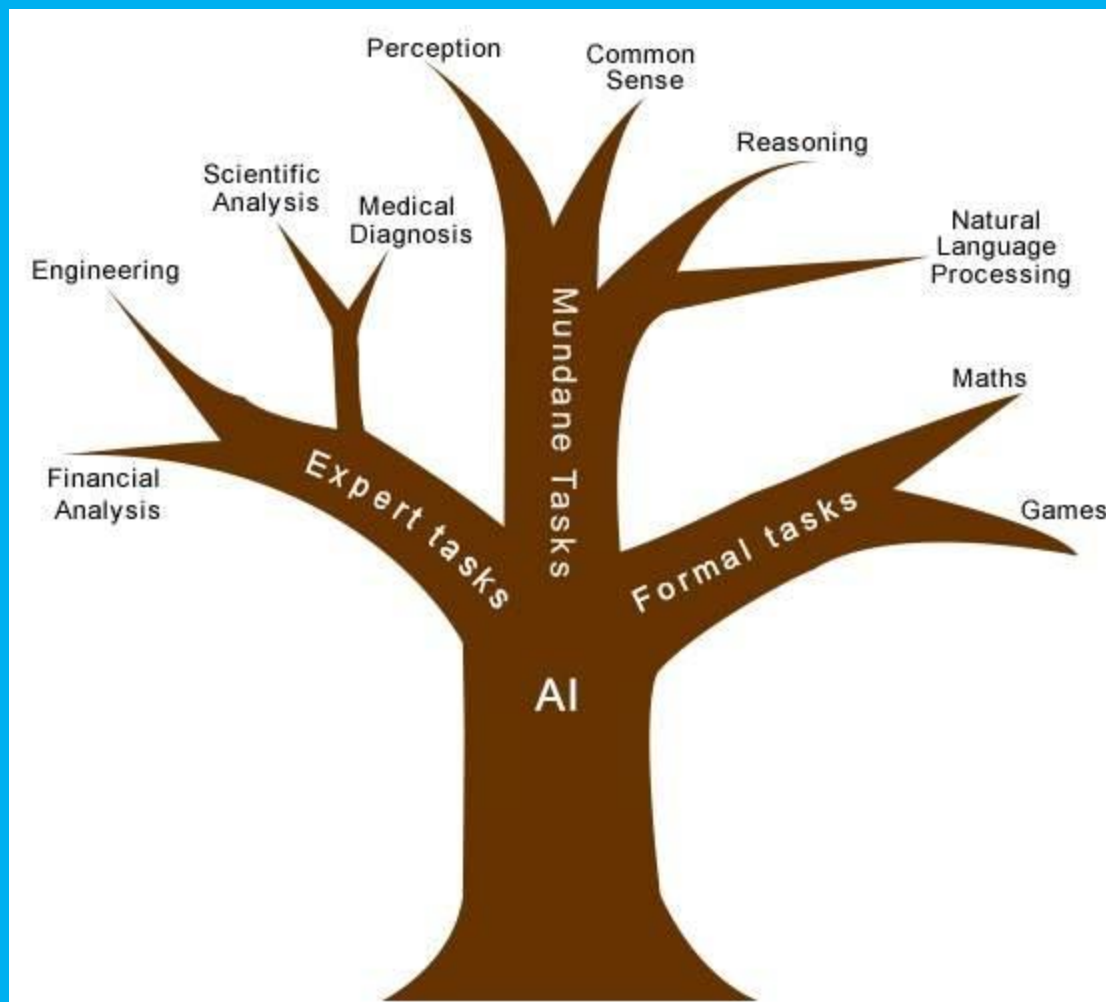 Perception
Common
Sense
Reasoning
Scientific
Analysis
Medical
Diagnosis
Natural
Language
Processing
Engineering
Mundane Tasks
Maths
Financial
Analysis
Expert tasks
Formal tasks
Games
AI